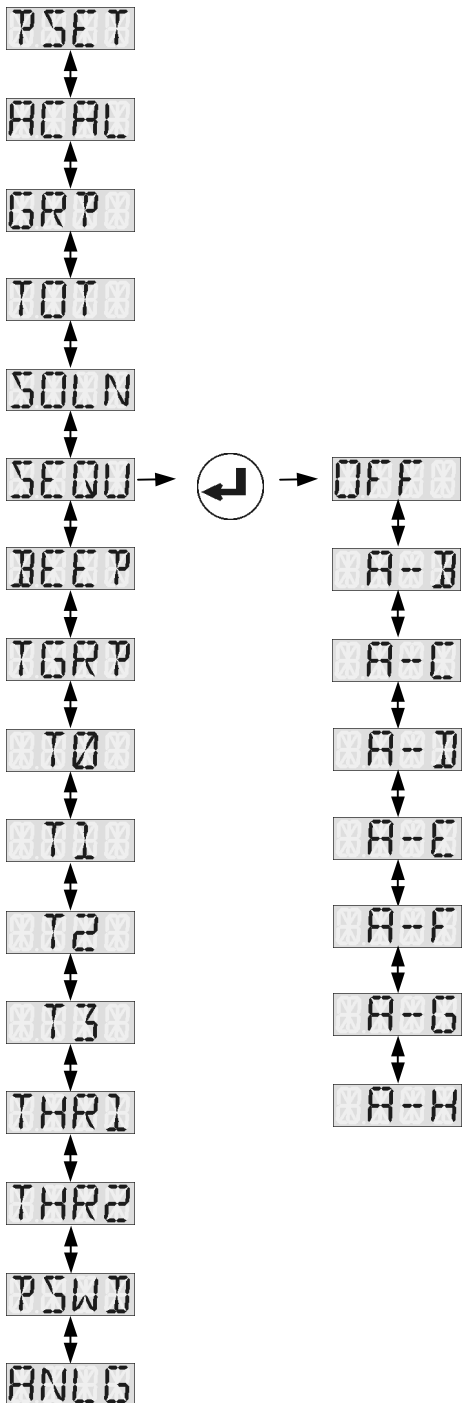 PSET
ACAL
GRP
TOT
SOLN
SEQU
BEEP
TGRP
T0
T1
T2
T3
THR1
THR2
PSWD
ANLG
OFF
A-B
A-C
A-D
A-E
A-F
A-G
A-H